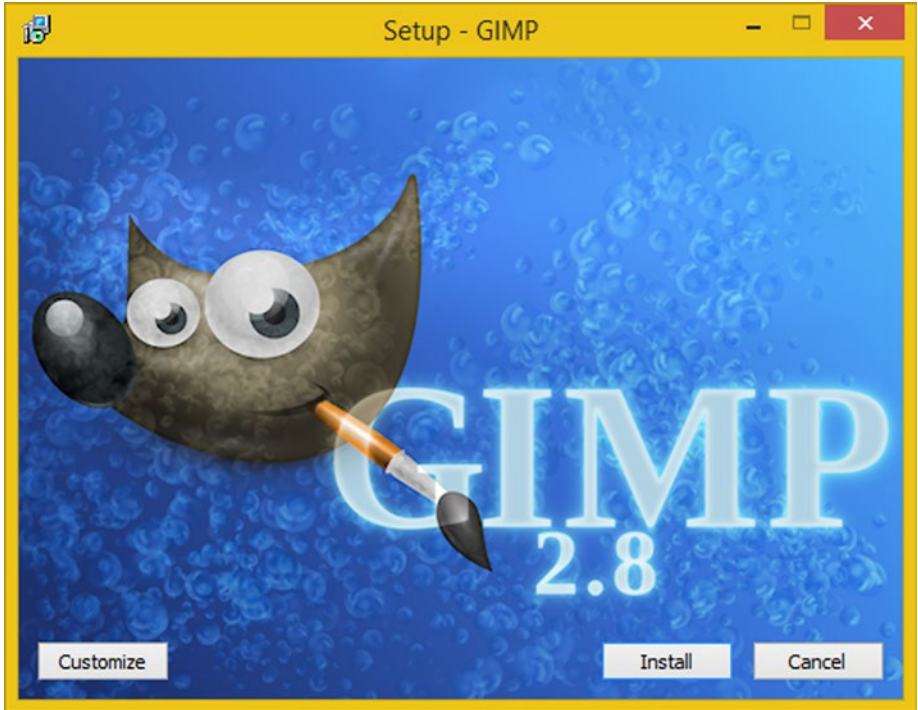 Setup - GIMP
GIMP
2.8
Customize
Install
Cancel